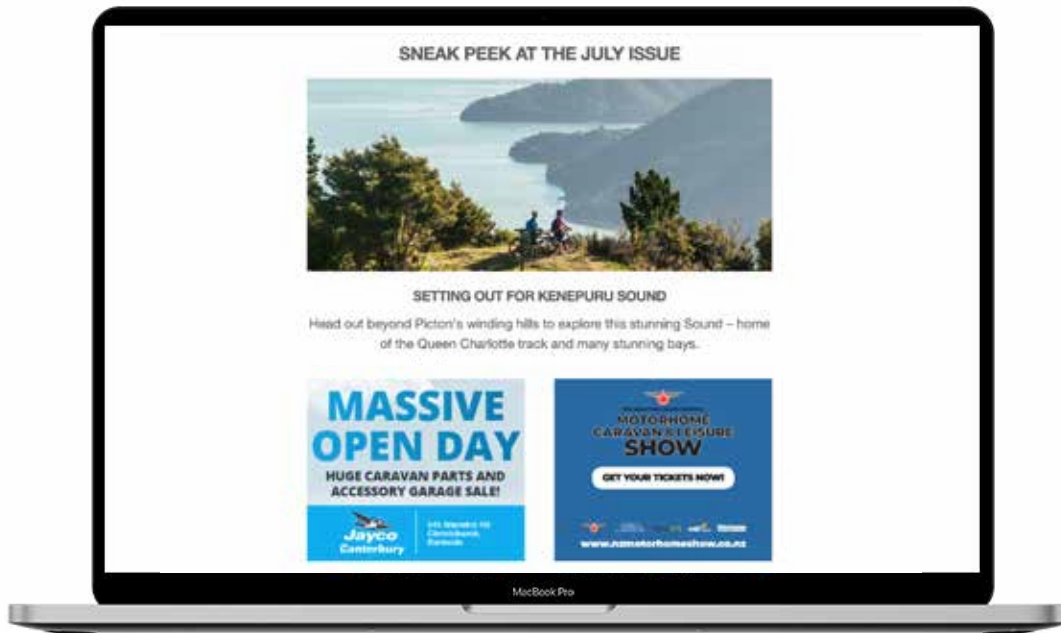 SNEAK PEEK AT THE JULY ISSUE
SETTING OUT FOR KENEPURU SOUND
Head out beyond Picton's winding hills to explore this stunning Sound – home
of the Queen Charlotte track and many stunning bays.
MASSIVE
OPEN DAY
HUGE CARAVAN PARTS AND
ACCESSORY GARAGE SALE!
Jayco
Canterbury
Christchurch,
MOTORHOME
CARAVAN & LEISURE
SHOW
GET YOUR TICKETS NOW!
www.nzmotorhomeshow.co.nz
MacBook Pro